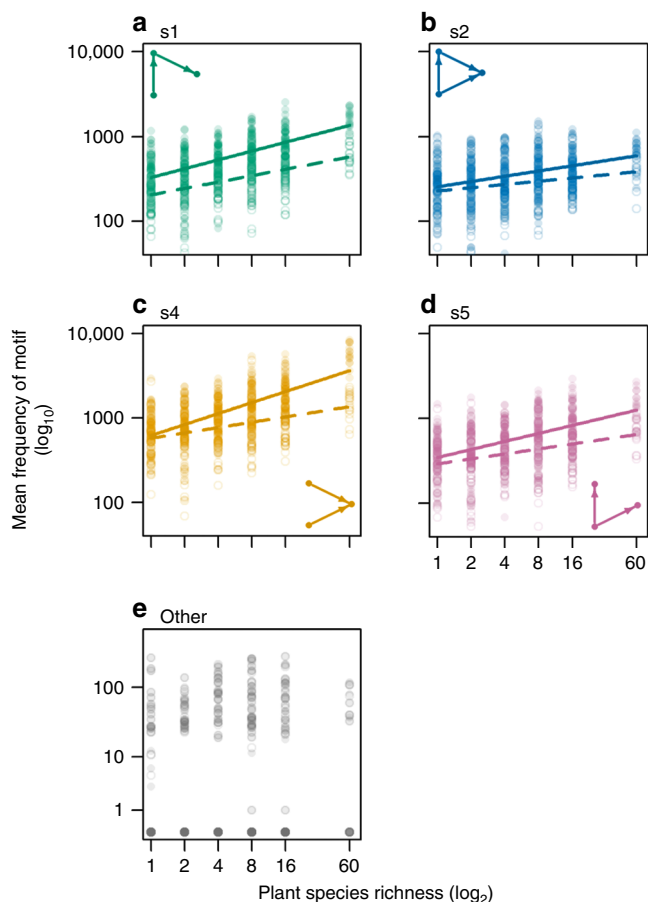 a s1
b s2
10,000
1000
100
c s4
d s5
10,000
1000
100
1 2 4 8 16 60
Mean frequency of motif
(log10)
e Other
100
10
1
1 2 4 8 16 60
Plant species richness (log2)